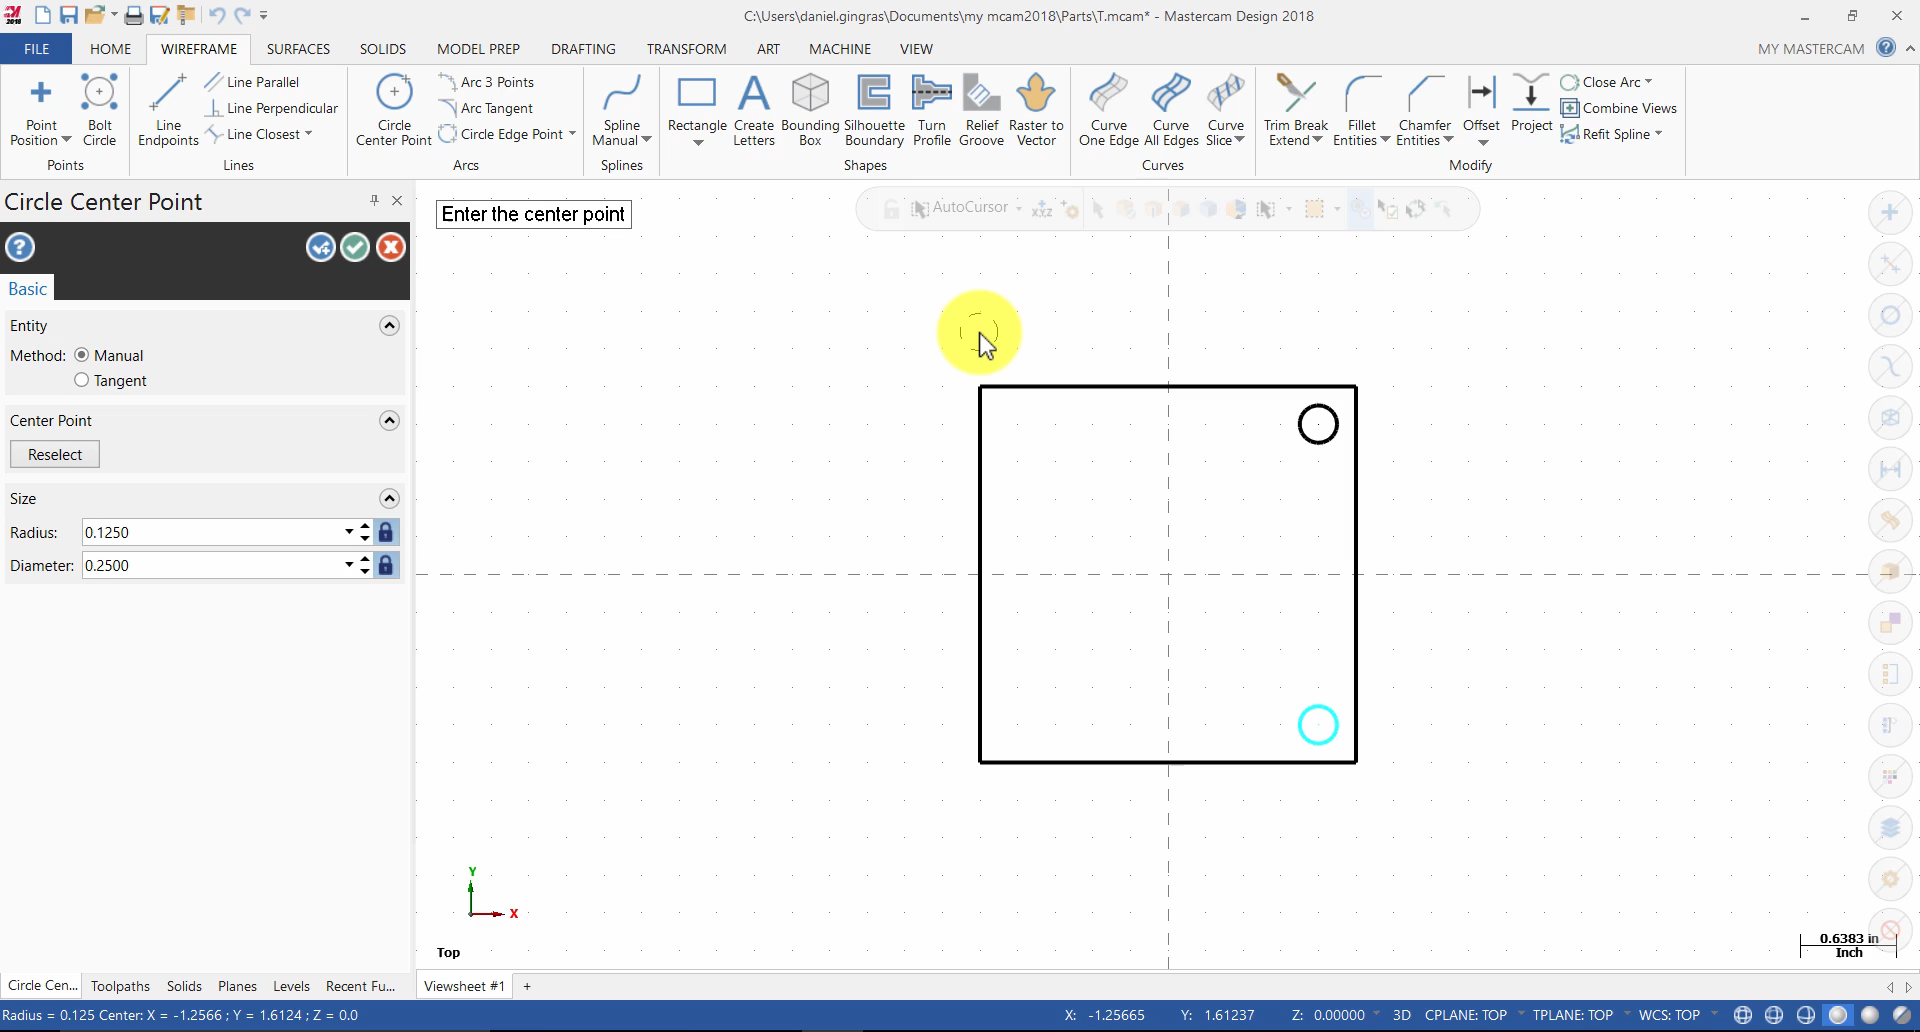 C:\Users\daniel.gingras\Documents\my mcam2018\Parts\T.mcam* - Mastercam Design 2018
FILE HOME WIREFRAME SURFACES SOLIDS MODEL PREP DRAFTING TRANSFORM ART MACHINE VIEW MY MASTERCAM
Point Position
Bolt Circle
Points
Line Endpoints
Line Parallel
Line Perpendicular
Line Closest
Lines
Circle Center Point
Arc 3 Points
Arc Tangent
Circle Edge Point
Arcs
Spline Manual
Splines
Rectangle
Create Letters
Bounding Box
Silhouette Boundary
Turn Profile
Relief Groove
Raster to Vector
Shapes
Curve One Edge
Curve All Edges
Curve Slice
Curves
Trim Break Extend
Fillet Entities
Chamfer Entities
Offset
Project
Close Arc
Combine Views
Refit Spline
Modify
Circle Center Point
Basic
Entity
Method: Manual
Tangent
Center Point
Reselect
Size
Radius: 0.1250
Diameter: 0.2500
Enter the center point
AutoCursor
Y
X
Top
0.6383 in
Inch
Circle Cen... Toolpaths Solids Planes Levels Recent Fu...
Viewsheet #1 +
Radius = 0.125 Center: X = -1.2566 ; Y = 1.6124 ; Z = 0.0
X: -1.25665 Y: 1.61237 Z: 0.00000 3D CPLANE: TOP TPLANE: TOP WCS: TOP